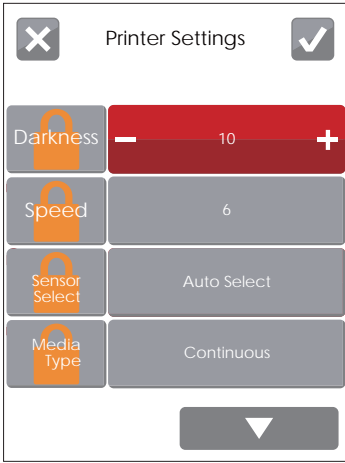 Printer Settings
Darkness
10
Speed
6
Sensor
Select
Auto Select
Media
Type
Continuous